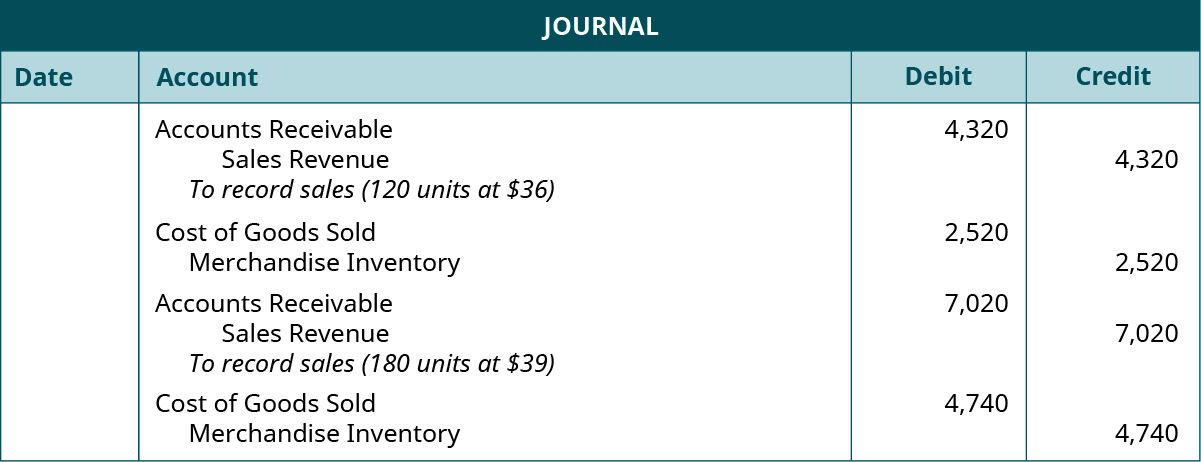 JOURNAL
Date Account Debit Credit
Accounts Receivable 4,320
Sales Revenue 4,320
To record sales (120 units at $36)
Cost of Goods Sold 2,520
Merchandise Inventory 2,520
Accounts Receivable 7,020
Sales Revenue 7,020
To record sales (180 units at $39)
Cost of Goods Sold 4,740
Merchandise Inventory 4,740